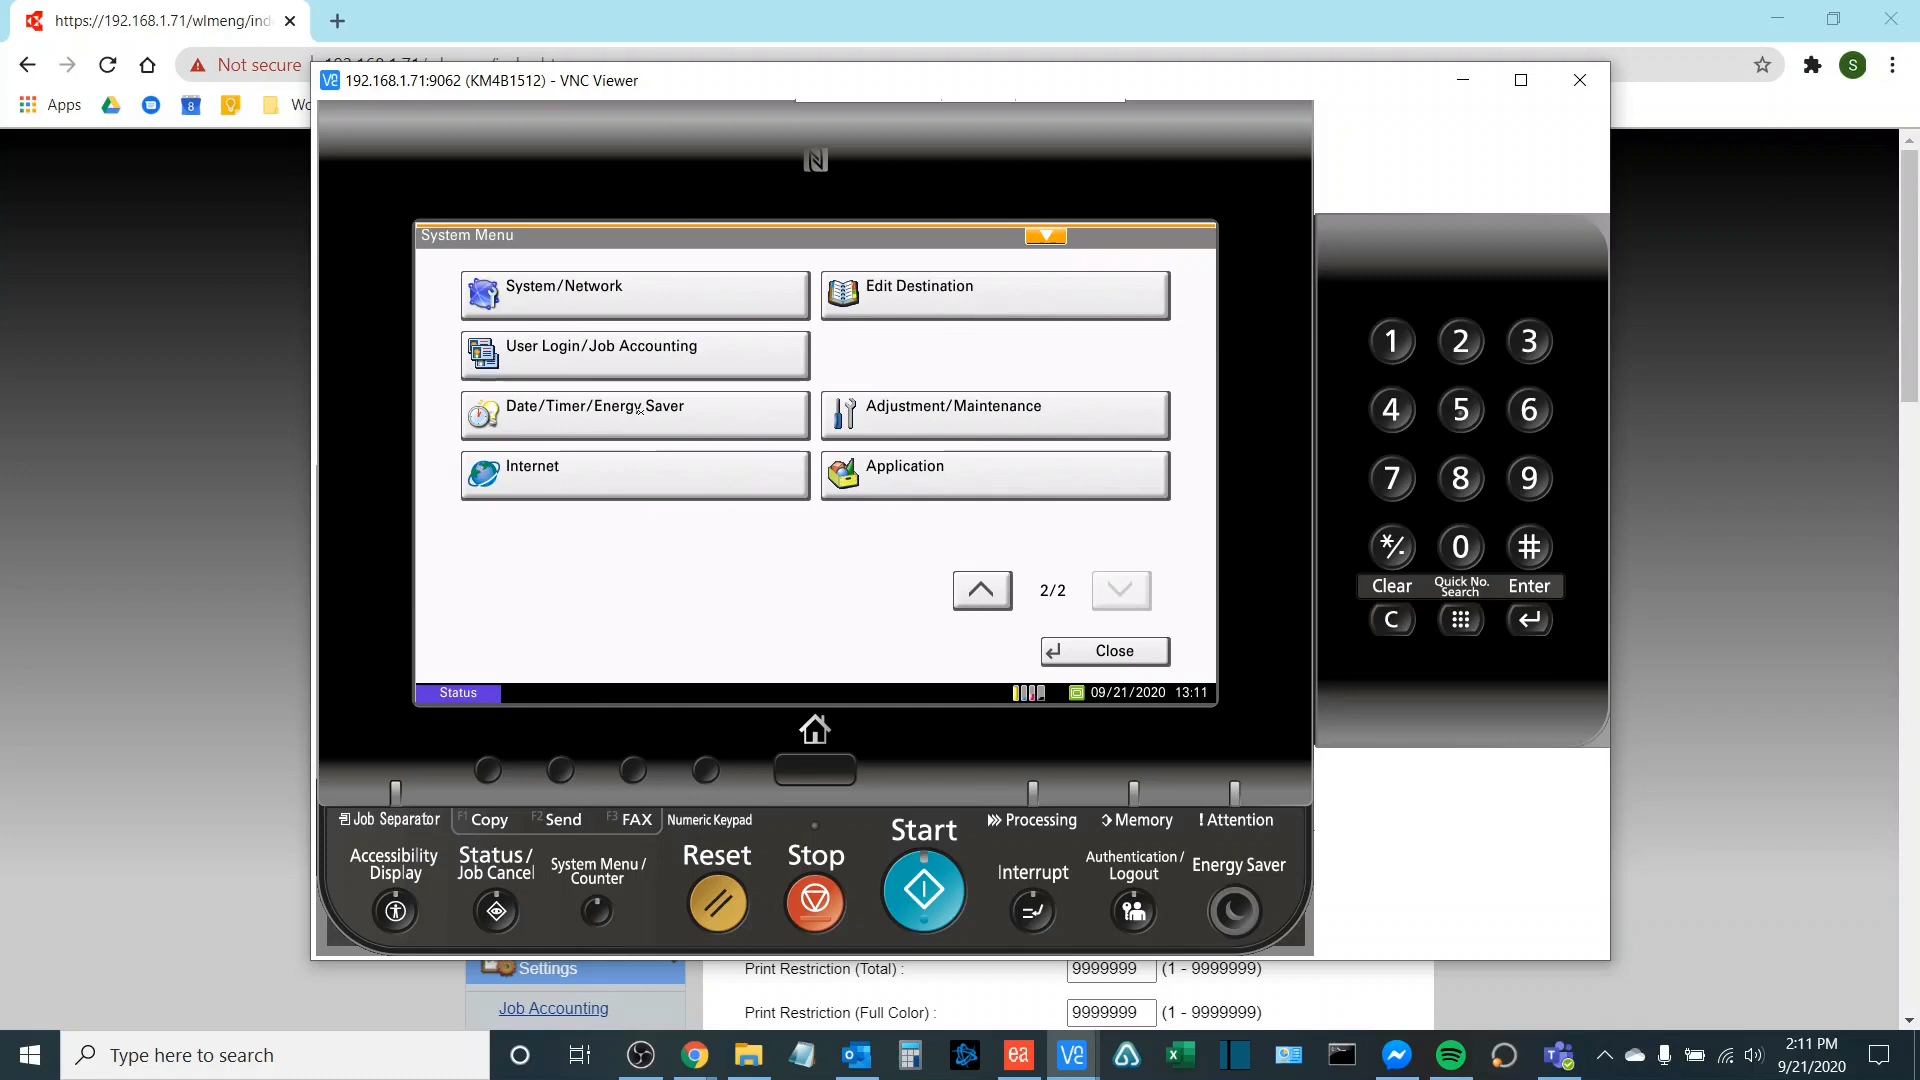 https://192.168.1.71/wlmeng/ind
Not secure
Apps
192.168.1.71:9062 (KM4B1512) - VNC Viewer
System Menu
System/Network
Edit Destination
User Login/Job Accounting
Date/Timer/Energy Saver
Adjustment/Maintenance
Internet
Application
2/2
Close
Status
09/21/2020 13:11
1 2 3
4 5 6
7 8 9
*/. 0 #
Clear
Quick No.
Search
Enter
C
Job Separator
F1 Copy
F2 Send
F3 FAX
Numeric Keypad
Start
Processing
Memory
! Attention
Accessibility
Display
Status/
Job Cancel
System Menu/
Counter
Reset
Stop
Interrupt
Authentication/
Logout
Energy Saver
Settings
Job Accounting
Print Restriction (Total) :
9999999
(1 - 9999999)
Print Restriction (Full Color) :
9999999
(1 - 9999999)
Type here to search
2:11 PM
9/21/2020